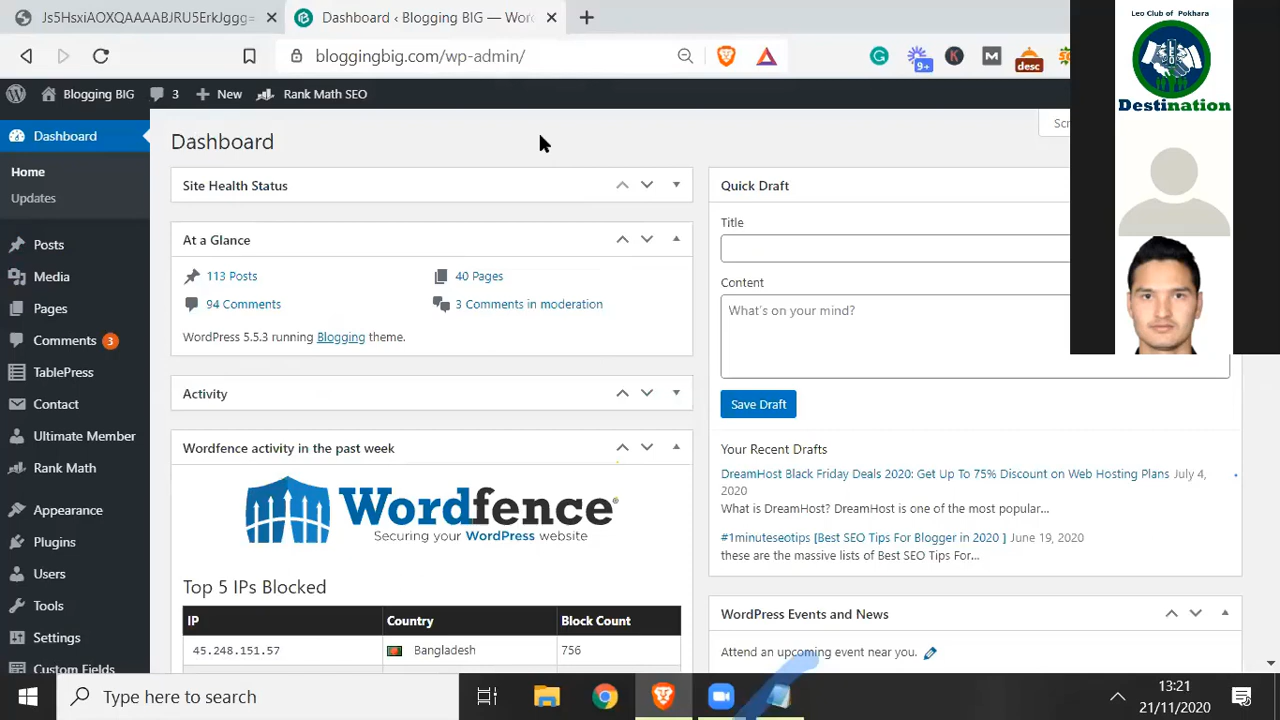 Js5HsxiAOXQAAAABJRU5ErkJggg=
Dashboard ‹ Blogging BIG — Wor
bloggingbig.com/wp-admin/
9+
desc
Leo Club of Pokhara
Destination
Blogging BIG
3
New
Rank Math SEO
Dashboard
Home
Updates
Posts
Media
Pages
Comments 3
TablePress
Contact
Ultimate Member
Rank Math
Appearance
Plugins
Users
Tools
Settings
Custom Fields
Dashboard
Scr
Site Health Status
At a Glance
113 Posts
40 Pages
94 Comments
3 Comments in moderation
WordPress 5.5.3 running Blogging theme.
Activity
Wordfence activity in the past week
Wordfence®
Securing your WordPress website
Top 5 IPs Blocked
IP Country Block Count
45.248.151.57 Bangladesh 756
Quick Draft
Title
Content
What's on your mind?
Save Draft
Your Recent Drafts
DreamHost Black Friday Deals 2020: Get Up To 75% Discount on Web Hosting Plans July 4,
2020
What is DreamHost? DreamHost is one of the most popular…
#1minuteseotips [Best SEO Tips For Blogger in 2020 ] June 19, 2020
these are the massive lists of Best SEO Tips For…
WordPress Events and News
Attend an upcoming event near you.
Type here to search
13:21
21/11/2020